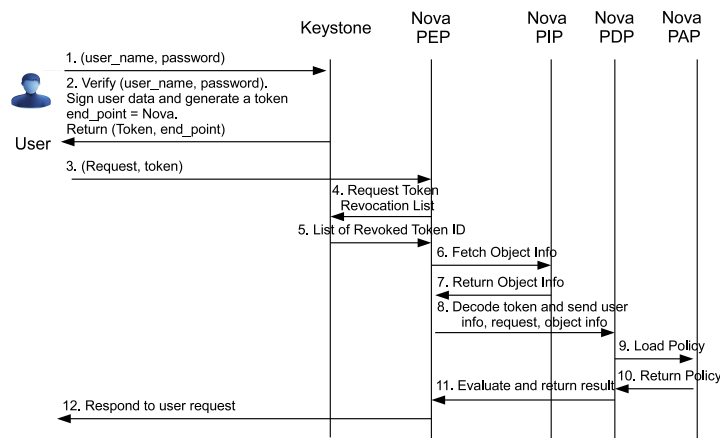 Keystone
Nova
PEP
Nova
PIP
Nova
PDP
Nova
PAP
1. (user_name, password)
2. Verify (user_name, password).
Sign user data and generate a token
end_point = Nova.
Return (Token, end_point)
User
3. (Request, token)
4. Request Token
Revocation List
5. List of Revoked Token ID
6. Fetch Object Info
7. Return Object Info
8. Decode token and send user
info, request, object info
9. Load Policy
10. Return Policy
11. Evaluate and return result
12. Respond to user request